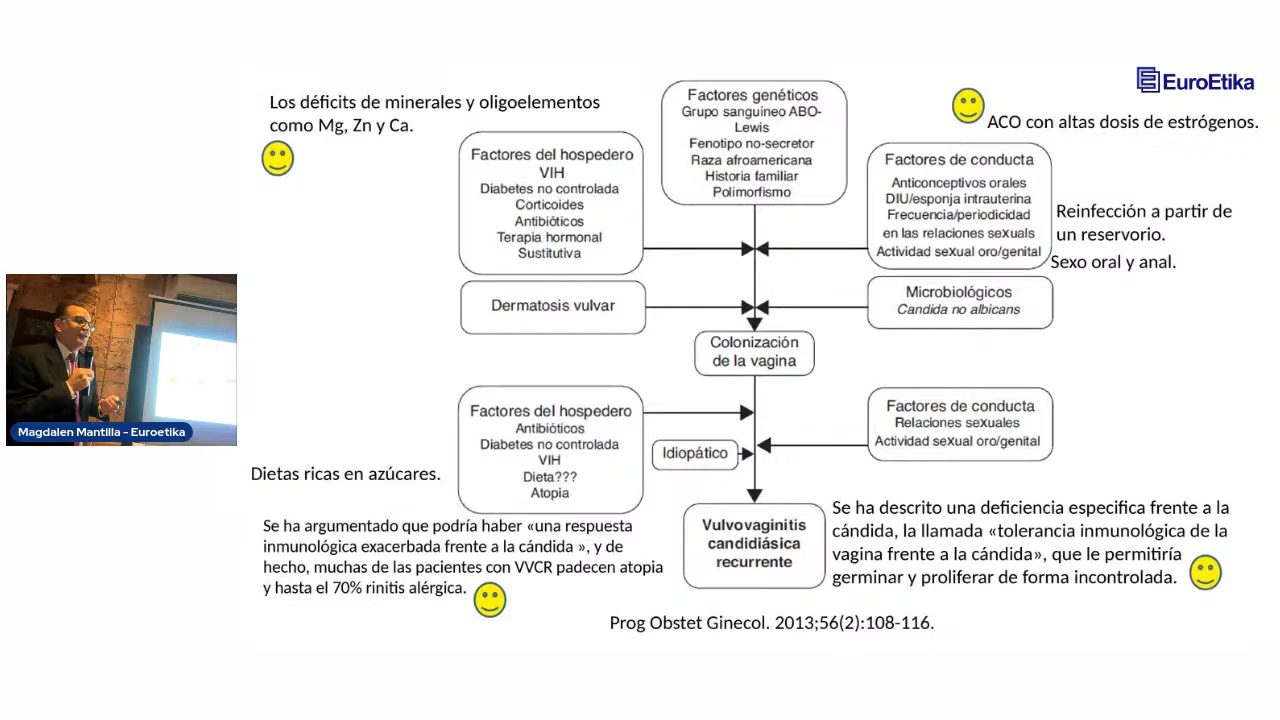 EuroEtika
Los déficits de minerales y oligoelementos
como Mg, Zn y Ca.
Factores genéticos
Grupo sanguíneo ABO-
Lewis
Fenotipo no-secretor
Raza afroamericana
Historia familiar
Polimorfismo
ACO con altas dosis de estrógenos.
Factores del hospedero
VIH
Diabetes no controlada
Corticoides
Antibióticos
Terapia hormonal
Sustitutiva
Factores de conducta
Anticonceptivos orales
DIU/esponja intrauterina
Frecuencia/periodicidad
en las relaciones sexuals
Actividad sexual oro/genital
Reinfección a partir de
un reservorio.
Sexo oral y anal.
Dermatosis vulvar
Microbiológicos
Candida no albicans
Colonización
de la vagina
Factores del hospedero
Antibióticos
Diabetes no controlada
VIH
Dieta???
Atopia
Idiopático
Factores de conducta
Relaciones sexuales
Actividad sexual oro/genital
Magdalen Mantilla - Euroetika
Dietas ricas en azúcares.
Se ha argumentado que podría haber «una respuesta
inmunológica exacerbada frente a la cándida », y de
hecho, muchas de las pacientes con VVCR padecen atopia
y hasta el 70% rinitis alérgica.
Vulvovaginitis
candidiásica
recurrente
Se ha descrito una deficiencia especifica frente a la
cándida, la llamada «tolerancia inmunológica de la
vagina frente a la cándida», que le permitiría
germinar y proliferar de forma incontrolada.
Prog Obstet Ginecol. 2013;56(2):108-116.